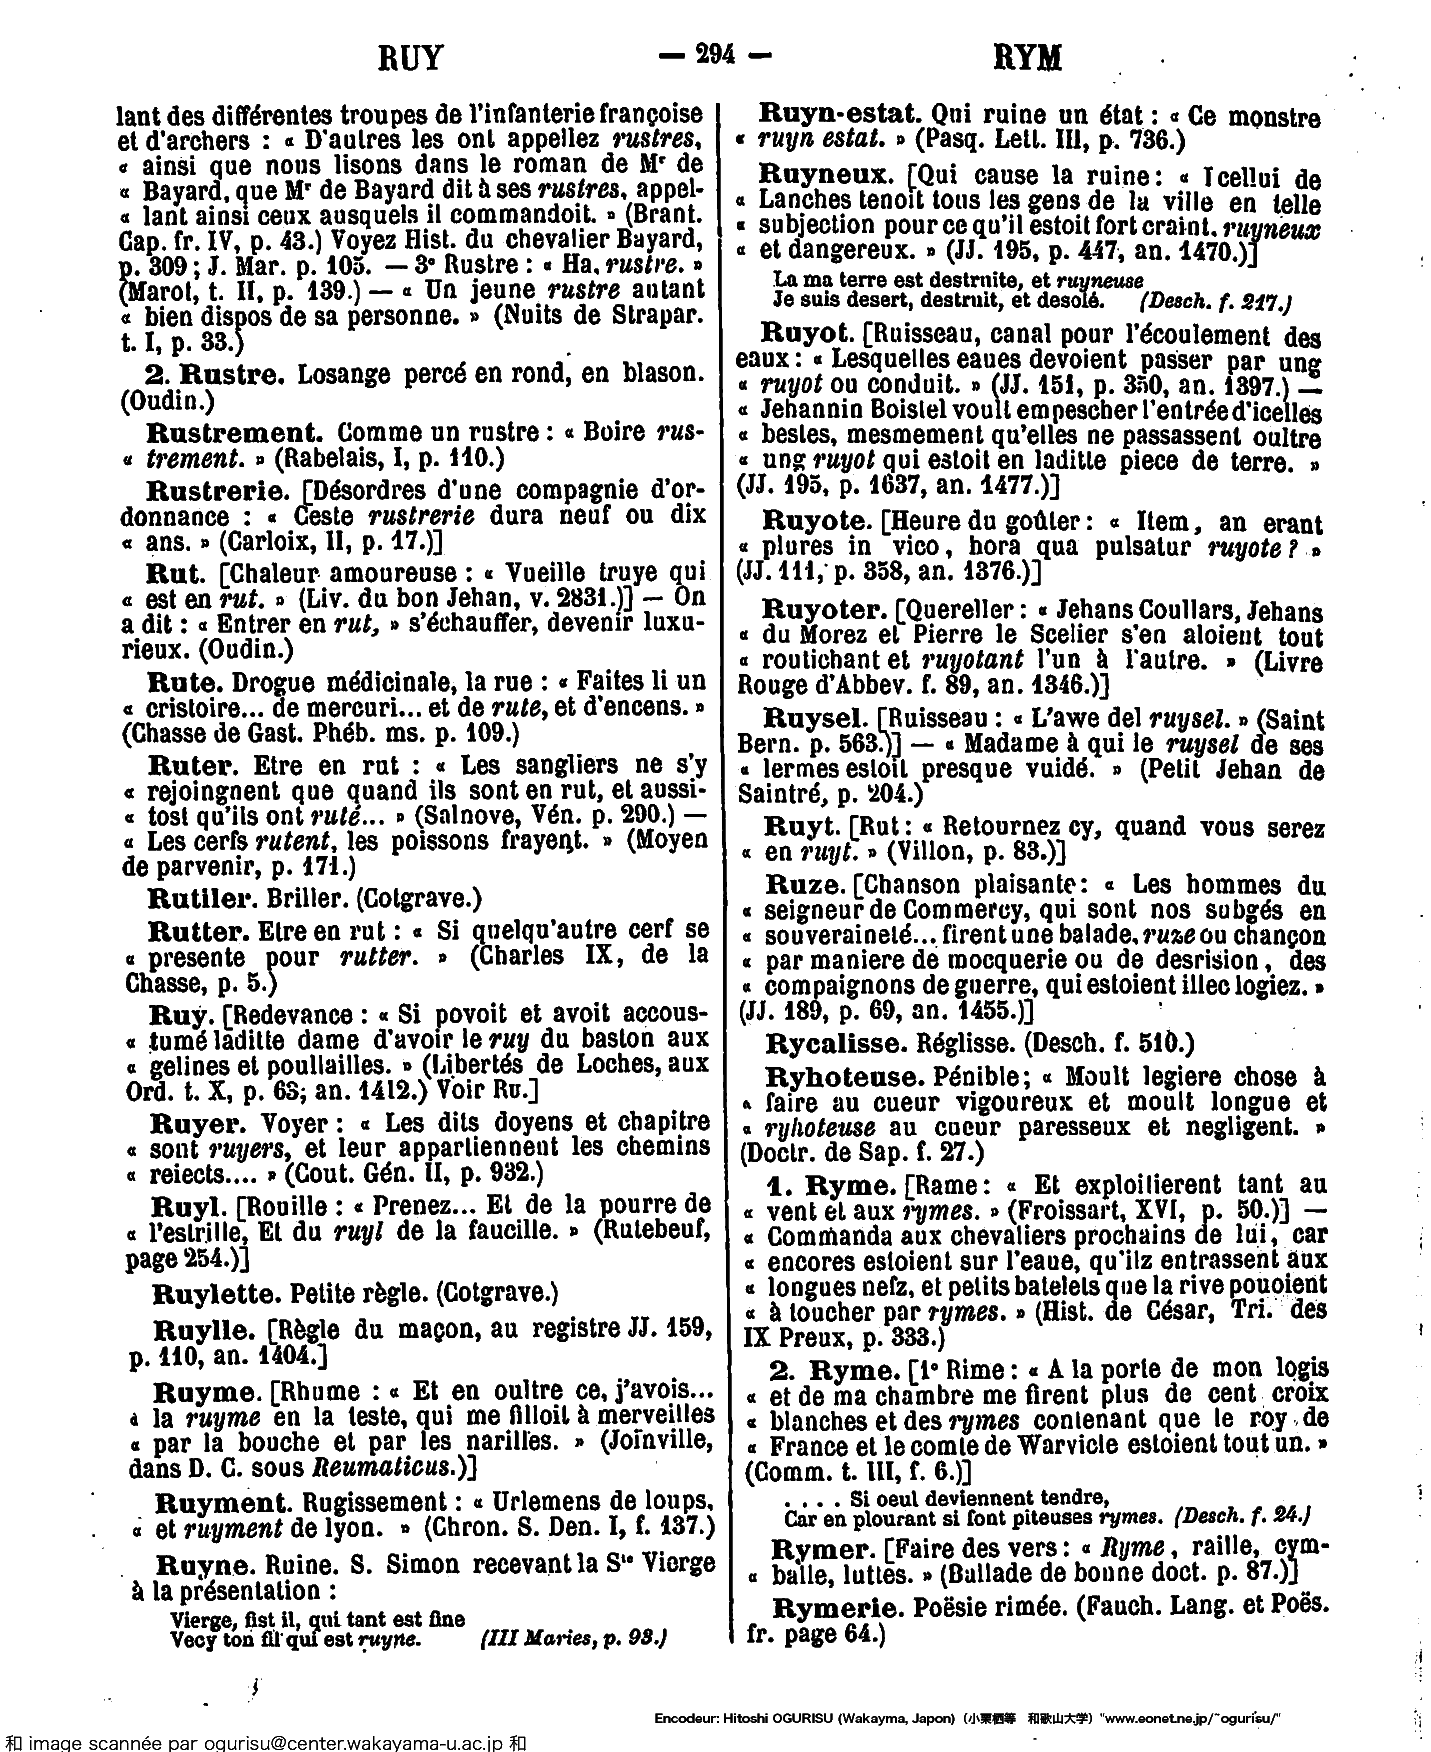 RUY — 294 — RYM
lant des différentes troupes de l'infanterie françoise
et d'archers : « D'autres les ont appellez rustres,
« ainsi que nous lisons dans le roman de Mr de
« Bayard, que Mr de Bayard dit à ses rustres, appel-
« lant ainsi ceux ausquels il commandoit. » (Brant.
Cap. fr. IV, p. 43.) Voyez Hist. du chevalier Bayard,
p. 309 ; J. Mar. p. 105. — 3° Rustre : « Ha, rustre. »
(Marot, t. II, p. 139.) — « Un jeune rustre autant
« bien dispos de sa personne. » (Nuits de Strapar.
t. I, p. 33.)
2. Rustre. Losange percé en rond, en blason.
(Oudin.)
Rustrement. Comme un rustre : « Boire rus-
« trement. » (Rabelais, I, p. 110.)
Rustrerie. [Désordres d'une compagnie d'or-
donnance : « Ceste rustrerie dura neuf ou dix
« ans. » (Carloix, II, p. 17.)]
Rut. [Chaleur amoureuse : « Vueille truye qui
« est en rut. » (Liv. du bon Jehan, v. 2831.)] — On
a dit : « Entrer en rut, » s'échauffer, devenir luxu-
rieux. (Oudin.)
Rute. Drogue médicinale, la rue : « Faites li un
« cristoire... de mercuri... et de rute, et d'encens. »
(Chasse de Gast. Phéb. ms. p. 109.)
Ruter. Etre en rut : « Les sangliers ne s'y
« rejoingnent que quand ils sont en rut, et aussi-
« tost qu'ils ont ruté... » (Salnove, Vén. p. 290.) —
« Les cerfs rutent, les poissons frayent. » (Moyen
de parvenir, p. 171.)
Rutiler. Briller. (Cotgrave.)
Rutter. Etre en rut : « Si quelqu'autre cerf se
« presente pour rutter. » (Charles IX, de la
Chasse, p. 5.)
Ruy. [Redevance : « Si povoit et avoit accous-
« tumé laditte dame d'avoir le ruy du baston aux
« gelines et poullailles. » (Libertés de Loches, aux
Ord. t. X, p. 63; an. 1412.) Voir Ru.]
Ruyer. Voyer : « Les dits doyens et chapitre
« sont ruyers, et leur appartiennent les chemins
« reiects.... » (Cout. Gén. II, p. 932.)
Ruyl. [Rouille : « Prenez... Et de la pourre de
« l'estrille, Et du ruyl de la faucille. » (Rutebeuf,
page 254.)]
Ruylette. Petite règle. (Cotgrave.)
Ruylle. [Règle du maçon, au registre JJ. 159,
p. 110, an. 1404.]
Ruyme. [Rhume : « Et en oultre ce, j'avois...
« la ruyme en la teste, qui me filloit à merveilles
« par la bouche et par les narilles. » (Joinville,
dans D. C. sous Reumaticus.)]
Ruyment. Rugissement : « Urlemens de loups,
« et ruyment de lyon. » (Chron. S. Den. I, f. 137.)
Ruyne. Ruine. S. Simon recevant la Ste Vierge
à la présentation :
Vierge, fist il, qui tant est fine
Vecy ton fil qui est ruyne. (III Maries, p. 98.)
Ruyn-estat. Qui ruine un état : « Ce monstre
« ruyn estat. » (Pasq. Lett. III, p. 736.)
Ruyneux. [Qui cause la ruine : « Icellui de
« Lanches tenoit tous les gens de la ville en telle
« subjection pour ce qu'il estoit fort craint, ruyneux
« et dangereux. » (JJ. 195, p. 447, an. 1470.)]
La ma terre est destruite, et ruyneuse
Je suis desert, destruit, et desolé. (Desch. f. 217.)
Ruyot. [Ruisseau, canal pour l'écoulement des
eaux : « Lesquelles eaues devoient passer par ung
« ruyot ou conduit. » (JJ. 151, p. 350, an. 1397.) —
« Jehannin Boistel voult empescher l'entrée d'icelles
« bestes, mesmement qu'elles ne passassent oultre
« ung ruyot qui estoit en laditte piece de terre. »
(JJ. 195, p. 1637, an. 1477.)]
Ruyote. [Heure du goûter : « Item, an erant
« plures in vico, hora qua pulsatur ruyote ? »
(JJ. 111, p. 358, an. 1376.)]
Ruyoter. [Quereller : « Jehans Coullars, Jehans
« du Morez et Pierre le Scelier s'en aloient tout
« routichant et ruyotant l'un à l'autre. » (Livre
Rouge d'Abbev. f. 89, an. 1346.)]
Ruysel. [Ruisseau : « L'awe del ruysel. » (Saint
Bern. p. 563.)] — « Madame à qui le ruysel de ses
« lermes estoit presque vuidé. » (Petit Jehan de
Saintré, p. 204.)
Ruyt. [Rut : « Retournez cy, quand vous serez
« en ruyt. » (Villon, p. 83.)]
Ruze. [Chanson plaisante : « Les hommes du
« seigneur de Commercy, qui sont nos subgés en
« souveraineté... firent une balade, ruze ou chançon
« par maniere de mocquerie ou de desrision, des
« compaignons de guerre, qui estoient illec logiez. »
(JJ. 189, p. 69, an. 1455.)]
Rycalisse. Réglisse. (Desch. f. 510.)
Ryhoteuse. Pénible; « Moult legiere chose à
« faire au cueur vigoureux et moult longue et
« ryhoteuse au cueur paresseux et negligent. »
(Doctr. de Sap. f. 27.)
1. Ryme. [Rame : « Et exploitierent tant au
« vent et aux rymes. » (Froissart, XVI, p. 50.)] —
« Commanda aux chevaliers prochains de lui, car
« encores estoient sur l'eaue, qu'ilz entrassent aux
« longues nefz, et petits batelets que la rive pouoient
« à toucher par rymes. » (Hist. de César, Tri. des
IX Preux, p. 333.)
2. Ryme. [1° Rime : « A la porte de mon logis
« et de ma chambre me firent plus de cent croix
« blanches et des rymes contenant que le roy de
« France et le comte de Warvicle estoient tout un. »
(Comm. t. III, f. 6.)]
. . . . Si oeul deviennent tendre,
Car en plourant si font piteuses rymes. (Desch. f. 24.)
Rymer. [Faire des vers : « Ryme, raille, cym-
« balle, luttes. » (Ballade de bonne doct. p. 87.)]
Rymerie. Poësie rimée. (Fauch. Lang. et Poës.
fr. page 64.)
Encodeur: Hitoshi OGURISU (Wakayma, Japon) (小栗栖等 和歌山大学) "www.eonet.ne.jp/~ogurisu/"
和 image scannée par ogurisu@center.wakayama-u.ac.jp 和